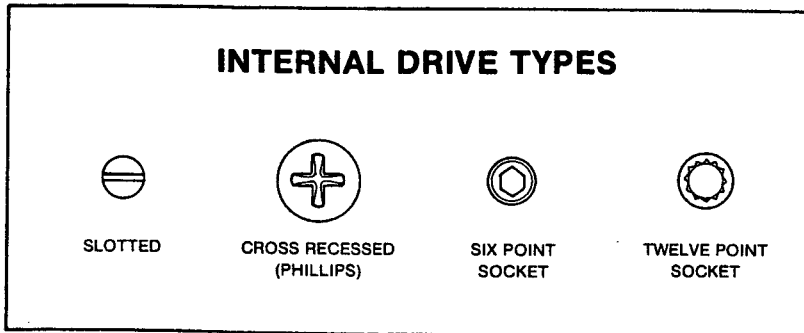 INTERNAL DRIVE TYPES
SLOTTED
CROSS RECESSED
(PHILLIPS)
SIX POINT
SOCKET
TWELVE POINT
SOCKET